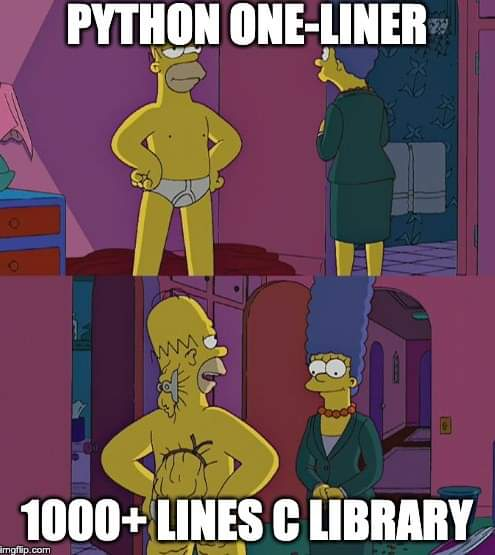 PYTHON ONE-LINER
1000+ LINES C LIBRARY
imgflip.com